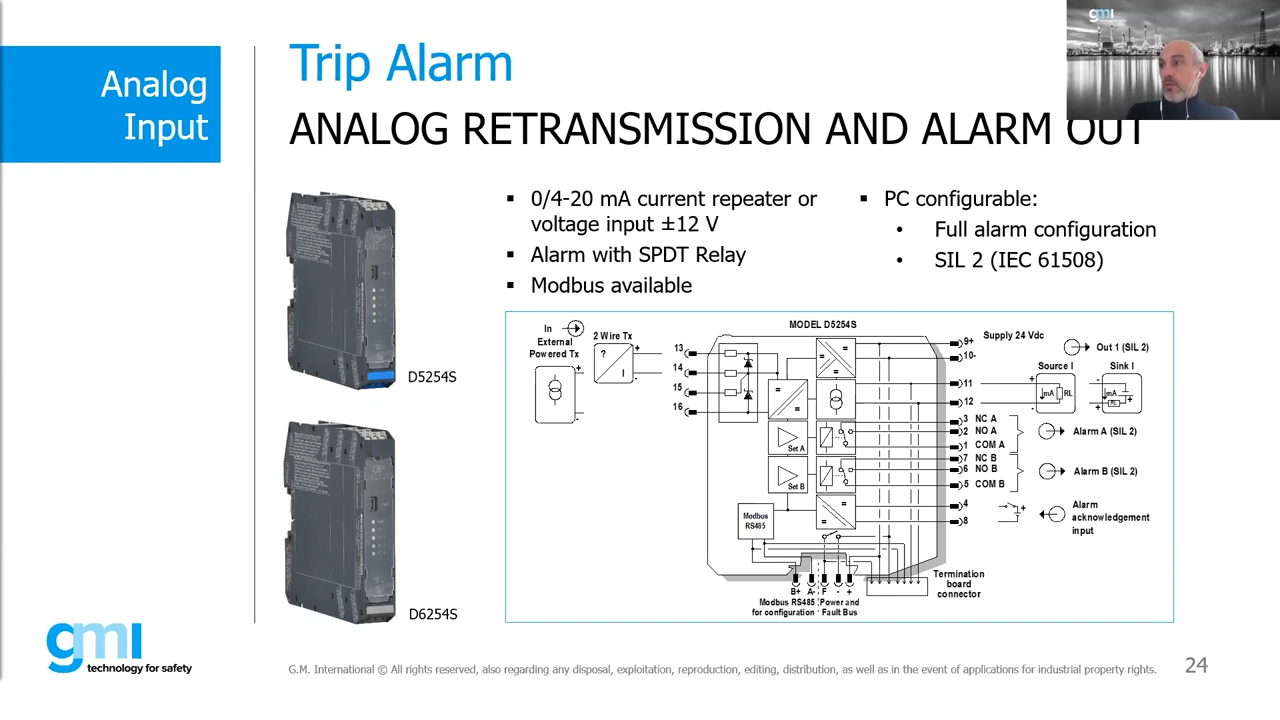 gmi
Analog
Input
Trip Alarm
ANALOG RETRANSMISSION AND ALARM OUT
▪ 0/4-20 mA current repeater or
voltage input ±12 V
▪ Alarm with SPDT Relay
▪ Modbus available
▪ PC configurable:
• Full alarm configuration
• SIL 2 (IEC 61508)
D5254S
D6254S
MODEL D5254S
In
External
Powered Tx
+
-
2 Wire Tx
?
I
+
-
13
14
15
16
=
=
=
=
Set A
Set B
=
=
Modbus
RS485
9+
10-
Supply 24 Vdc
Out 1 (SIL 2)
Source I
Sink I
11
12
+
-
mA
RL
-
+
mA
RL
3 NC A
2 NO A
1 COM A
Alarm A (SIL 2)
7 NC B
6 NO B
5 COM B
Alarm B (SIL 2)
4
8
+
Alarm
acknowledgement
input
Termination
board
connector
B+ A- F - +
Modbus RS485
for configuration
Power and
Fault Bus
gmi
technology for safety
G.M. International © All rights reserved, also regarding any disposal, exploitation, reproduction, editing, distribution, as well as in the event of applications for industrial property rights.
24